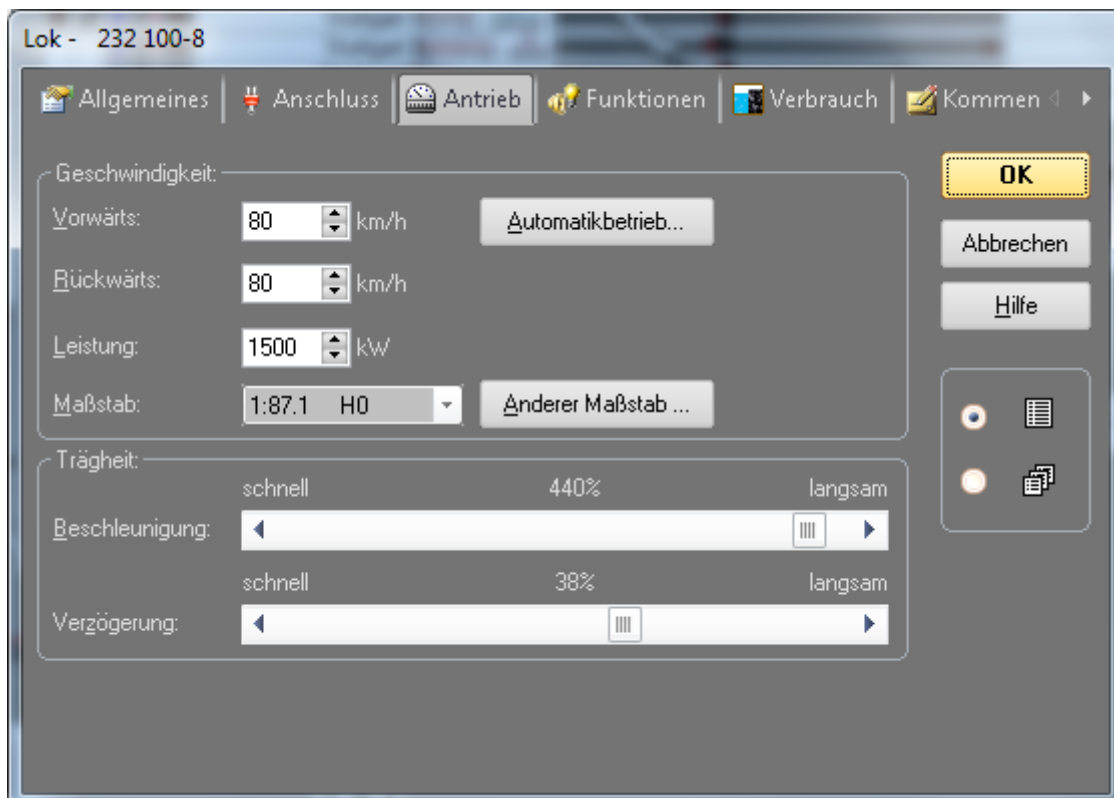 Lok -   232 100-8
Allgemeines Anschluss Antrieb Funktionen Verbrauch Kommen
Geschwindigkeit:
Vorwärts: 80 km/h Automatikbetrieb...
Rückwärts: 80 km/h
Leistung: 1500 kW
Maßstab: 1:87.1 H0 Anderer Maßstab ...
OK
Abbrechen
Hilfe
Trägheit:
schnell 440% langsam
Beschleunigung:
schnell 38% langsam
Verzögerung: